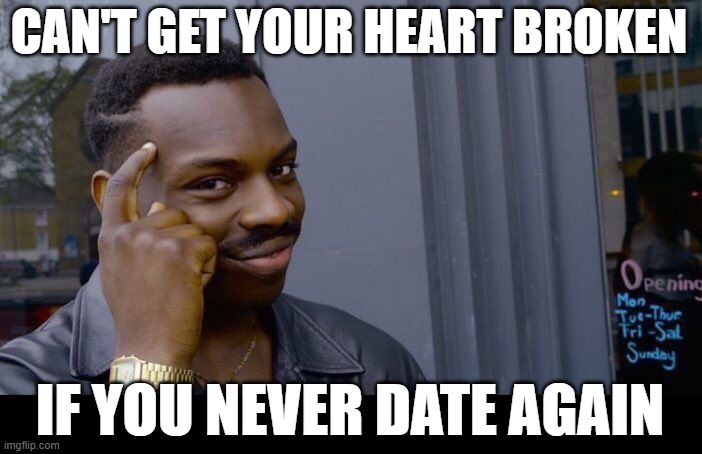 CAN'T GET YOUR HEART BROKEN
Opening
Mon
Tue-Thur
Fri-Sat
Sunday
IF YOU NEVER DATE AGAIN
imgflip.com